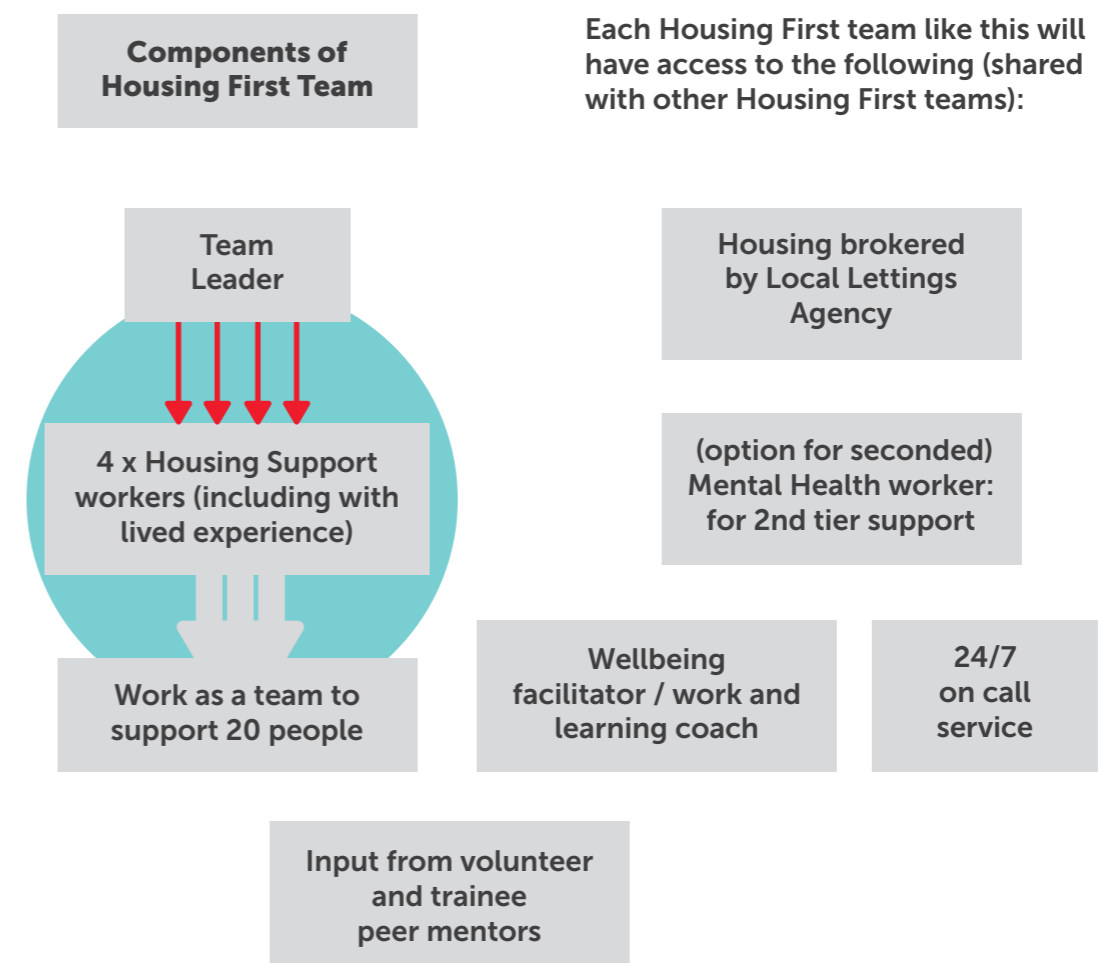 Components of
Housing First Team
Each Housing First team like this will
have access to the following (shared
with other Housing First teams):
Team
Leader
4 x Housing Support
workers (including with
lived experience)
Work as a team to
support 20 people
Housing brokered
by Local Lettings
Agency
(option for seconded)
Mental Health worker:
for 2nd tier support
Wellbeing
facilitator / work and
learning coach
24/7
on call
service
Input from volunteer
and trainee
peer mentors